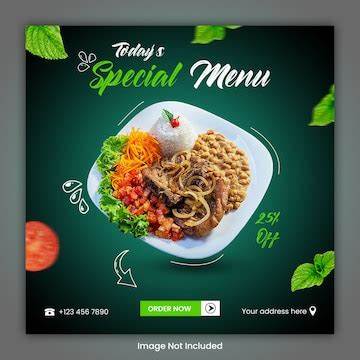 Today's
Special Menu
25%
Off
+123 456 7890
ORDER NOW
Your Address here
Image Not Included